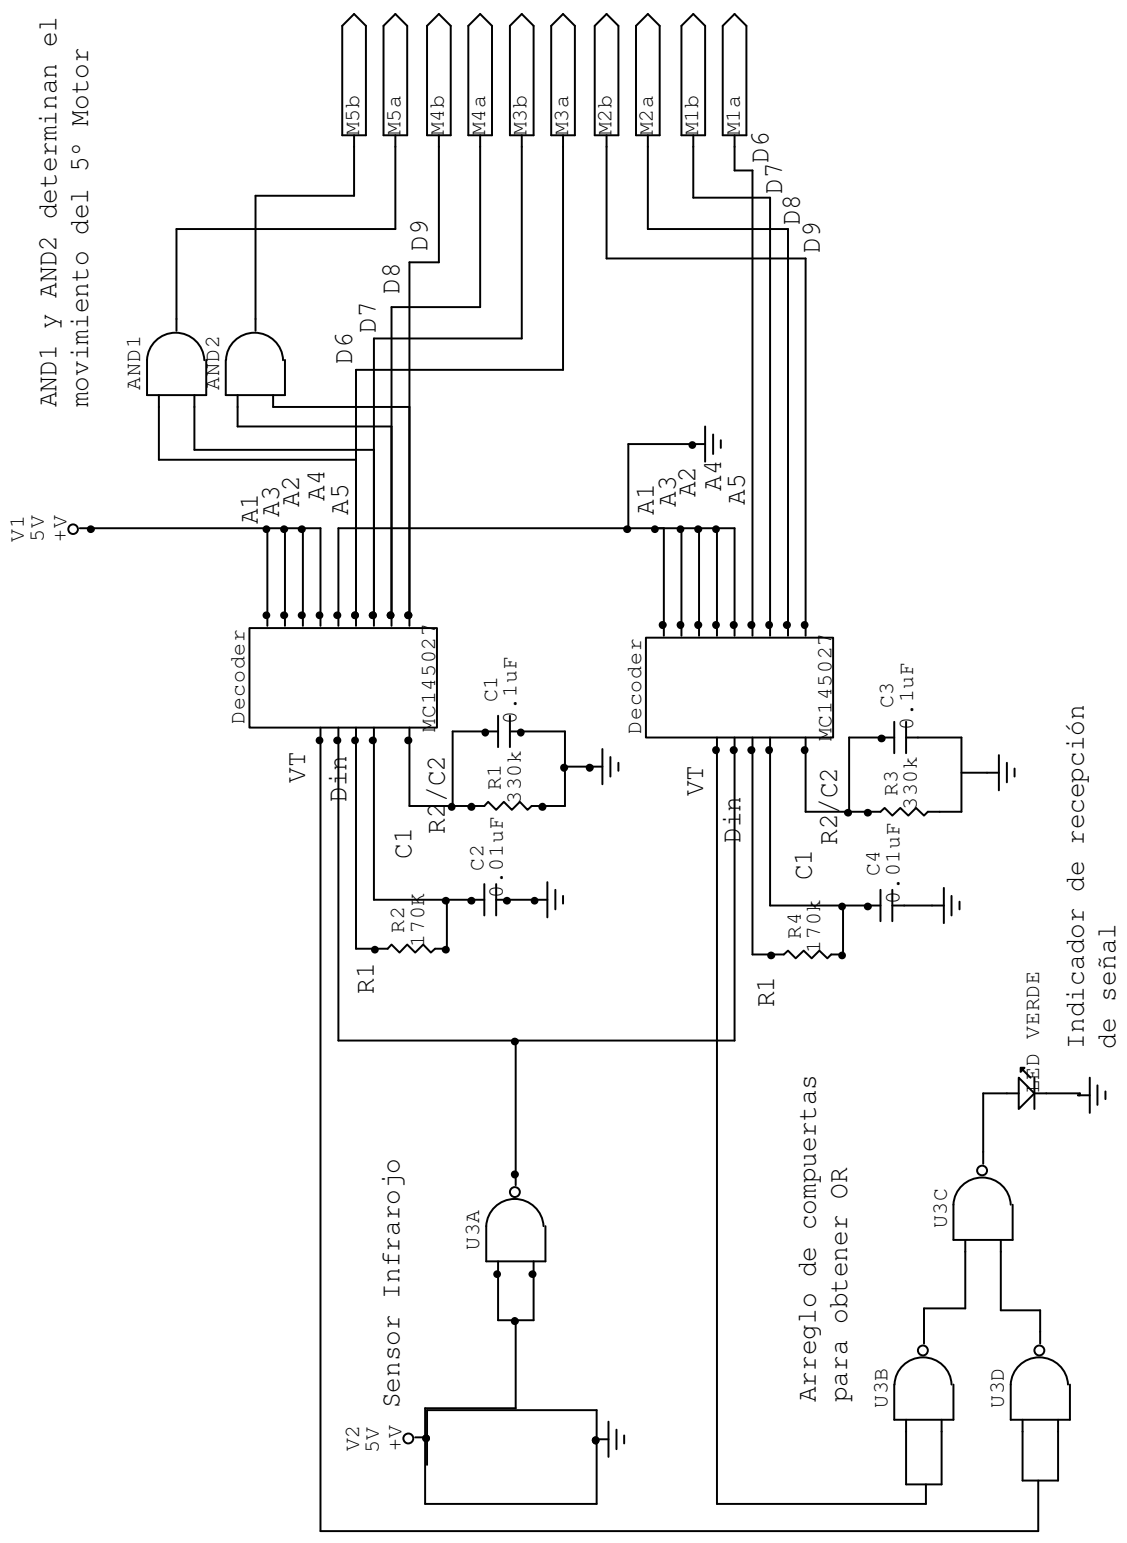 AND1 y AND2 determinan el
movimiento del 5º Motor
M5b
M5a
M4b
M4a
M3b
M3a
M2b
M2a
M1b
M1a
D6
D7
D8
D9
D9
D8
D7
D6
AND1
AND2
V1
5V
+V
A1
A3
A2
A4
A5
A1
A3
A2
A4
A5
Decoder
MC145027
Decoder
MC145027
VT
Din
R2/C2
C1
R1
C1
0.1uF
R1
330k
C2
0.01uF
R2
170K
VT
Din
R2/C2
C1
R1
C3
0.1uF
R3
330k
C4
0.01uF
R4
170k
Sensor Infrarojo
V2
5V
+V
U3A
Arreglo de compuertas
para obtener OR
U3B
U3D
U3C
LED VERDE
Indicador de recepción
de señal